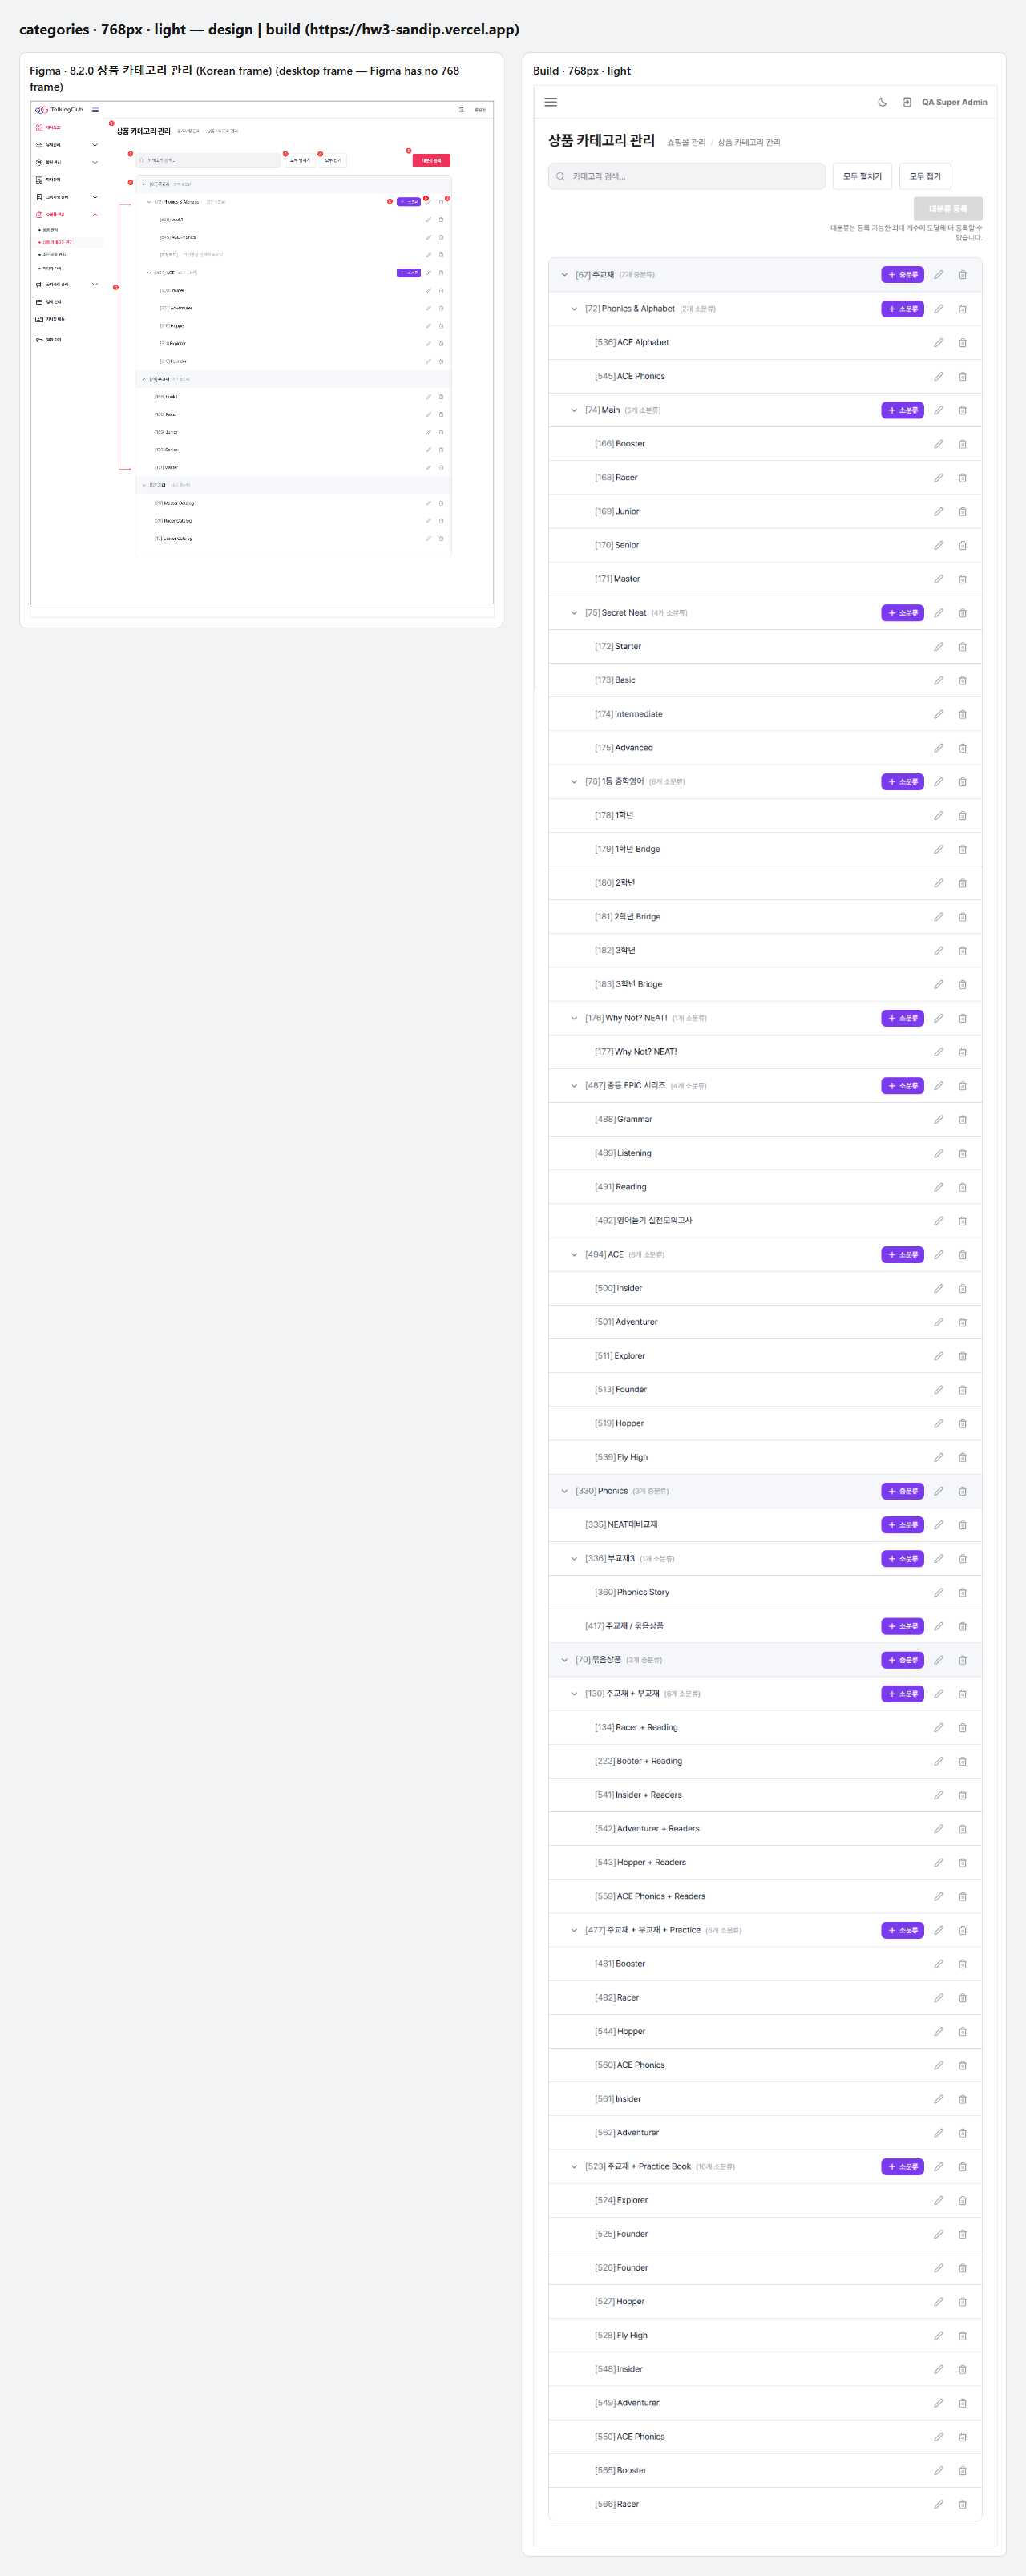 categories · 768px · light — design | build (https://hw3-sandip.vercel.app)
Figma · 8.2.0 상품 카테고리 관리 (Korean frame) (desktop frame — Figma has no 768
frame)
TalkingClub
상품 카테고리 관리
[72] Phonics & Alphabet
ACE Phonics
ACE
Insider
Adventurer
Hopper
Explorer
Founder
Junior
Senior
Master
Master Catalog
Racer Catalog
Junior Catalog
Build · 768px · light
QA Super Admin
상품 카테고리 관리 쇼핑몰 관리 / 상품 카테고리 관리
카테고리 검색...
모두 펼치기
모두 접기
대분류 등록
대분류는 등록 가능한 최대 개수에 도달해 더 등록할 수
없습니다.
[67] 주교재 (7개 중분류) + 중분류
[72] Phonics & Alphabet (2개 소분류) + 소분류
[536] ACE Alphabet
[545] ACE Phonics
[74] Main (5개 소분류) + 소분류
[166] Booster
[168] Racer
[169] Junior
[170] Senior
[171] Master
[75] Secret Neat (4개 소분류) + 소분류
[172] Starter
[173] Basic
[174] Intermediate
[175] Advanced
[76] 1등 중학영어 (6개 소분류) + 소분류
[178] 1학년
[179] 1학년 Bridge
[180] 2학년
[181] 2학년 Bridge
[182] 3학년
[183] 3학년 Bridge
[176] Why Not? NEAT! (1개 소분류) + 소분류
[177] Why Not? NEAT!
[487] 중등 EPIC 시리즈 (4개 소분류) + 소분류
[488] Grammar
[489] Listening
[491] Reading
[492] 영어듣기 실전모의고사
[494] ACE (6개 소분류) + 소분류
[500] Insider
[501] Adventurer
[511] Explorer
[513] Founder
[519] Hopper
[539] Fly High
[330] Phonics (3개 중분류) + 중분류
[335] NEAT대비교재 + 소분류
[336] 부교재3 (1개 소분류) + 소분류
[360] Phonics Story
[417] 주교재 / 묶음상품 + 소분류
[70] 묶음상품 (3개 중분류) + 중분류
[130] 주교재 + 부교재 (6개 소분류) + 소분류
[134] Racer + Reading
[222] Booter + Reading
[541] Insider + Readers
[542] Adventurer + Readers
[543] Hopper + Readers
[559] ACE Phonics + Readers
[477] 주교재 + 부교재 + Practice (6개 소분류) + 소분류
[481] Booster
[482] Racer
[544] Hopper
[560] ACE Phonics
[561] Insider
[562] Adventurer
[523] 주교재 + Practice Book (10개 소분류) + 소분류
[524] Explorer
[525] Founder
[526] Founder
[527] Hopper
[528] Fly High
[548] Insider
[549] Adventurer
[550] ACE Phonics
[565] Booster
[566] Racer